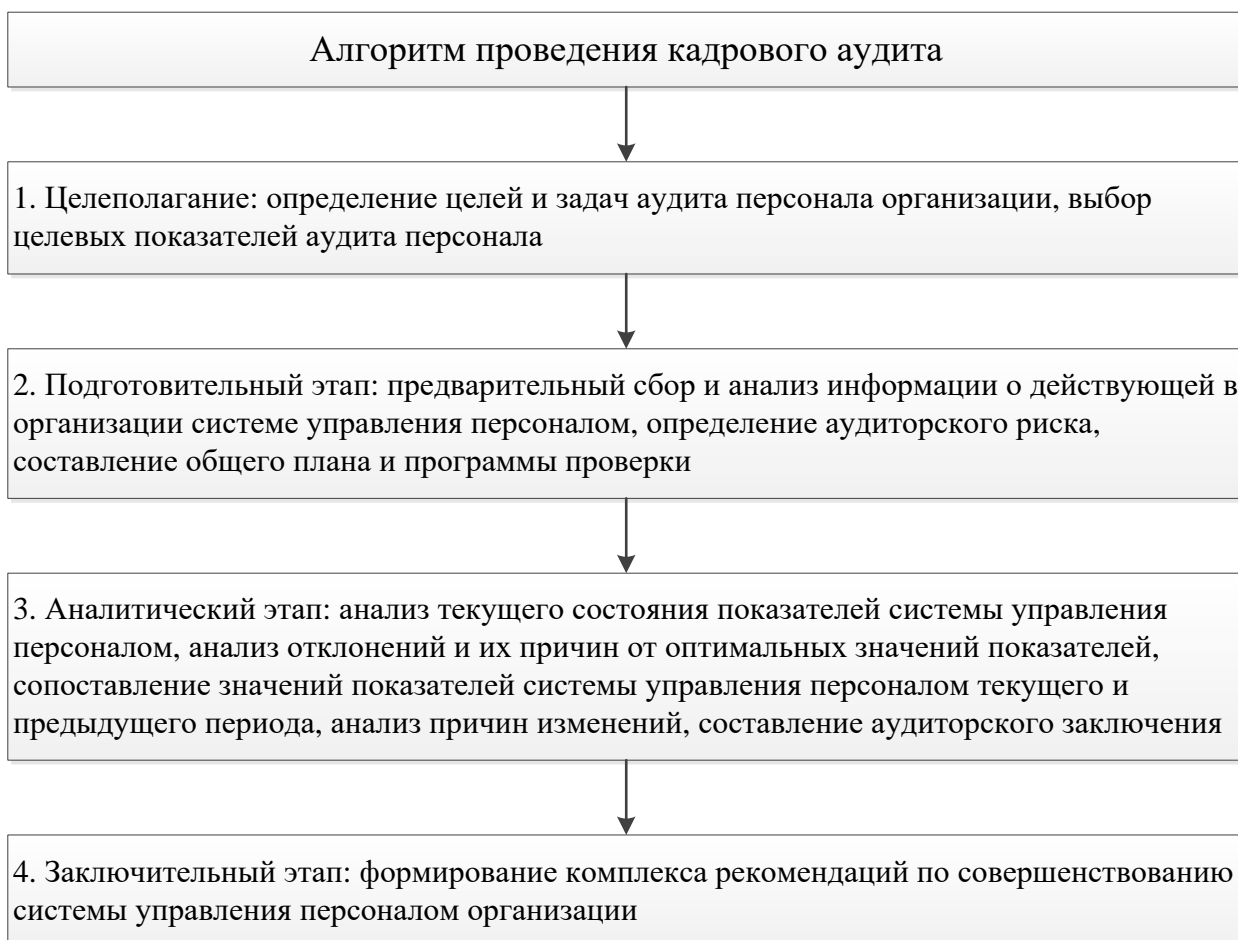 Алгоритм проведения кадрового аудита
1. Целеполагание: определение целей и задач аудита персонала организации, выбор
целевых показателей аудита персонала
2. Подготовительный этап: предварительный сбор и анализ информации о действующей в
организации системе управления персоналом, определение аудиторского риска,
составление общего плана и программы проверки
3. Аналитический этап: анализ текущего состояния показателей системы управления
персоналом, анализ отклонений и их причин от оптимальных значений показателей,
сопоставление значений показателей системы управления персоналом текущего и
предыдущего периода, анализ причин изменений, составление аудиторского заключения
4. Заключительный этап: формирование комплекса рекомендаций по совершенствованию
системы управления персоналом организации